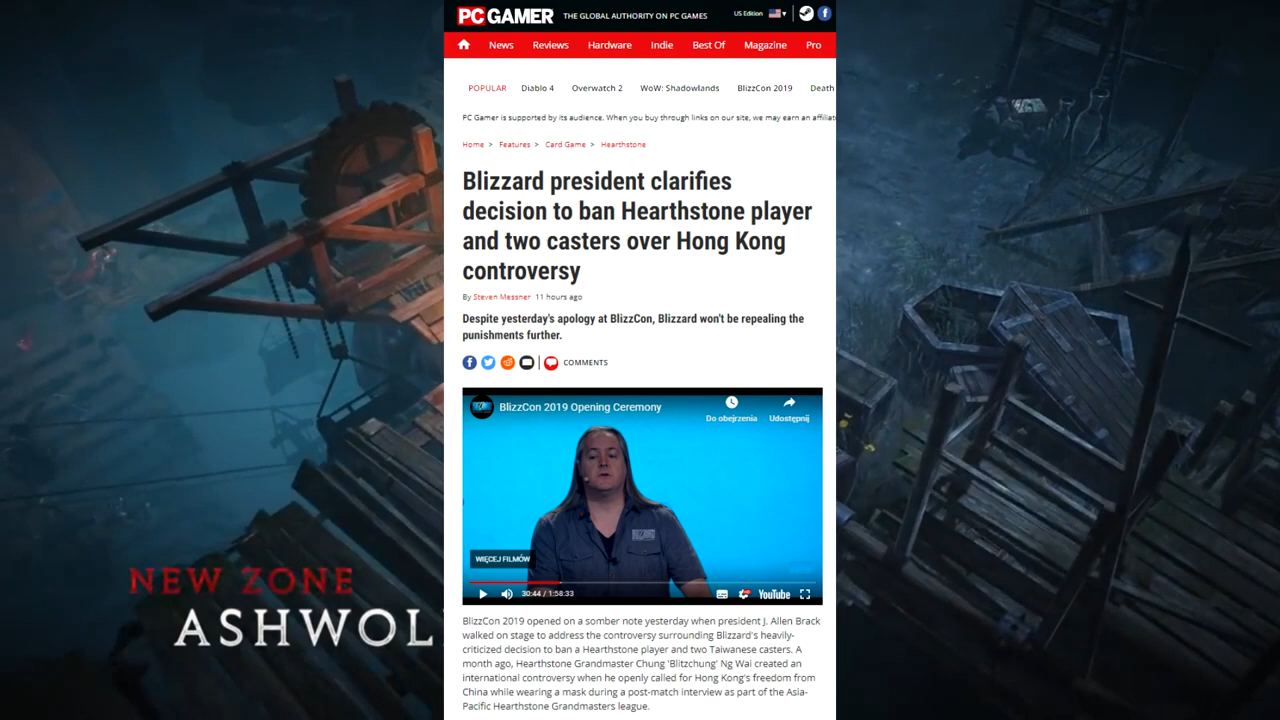 PC GAMER THE GLOBAL AUTHORITY ON PC GAMES US Edition
News Reviews Hardware Indie Best Of Magazine Pro
POPULAR Diablo 4 Overwatch 2 WoW: Shadowlands BlizzCon 2019 Death
PC Gamer is supported by its audience. When you buy through links on our site, we may earn an affiliat
Home > Features > Card Game > Hearthstone
Blizzard president clarifies
decision to ban Hearthstone player
and two casters over Hong Kong
controversy
By Steven Messner 11 hours ago
Despite yesterday's apology at BlizzCon, Blizzard won't be repealing the
punishments further.
COMMENTS
BlizzCon 2019 Opening Ceremony
Do obejrzenia Udostępnij
WIĘCEJ FILMÓW
30:44 / 1:58:33 YouTube
BlizzCon 2019 opened on a somber note yesterday when president J. Allen Brack
walked on stage to address the controversy surrounding Blizzard's heavily-
criticized decision to ban a Hearthstone player and two Taiwanese casters. A
month ago, Hearthstone Grandmaster Chung 'Blitzchung' Ng Wai created an
international controversy when he openly called for Hong Kong's freedom from
China while wearing a mask during a post-match interview as part of the Asia-
Pacific Hearthstone Grandmasters league.
NEW ZONE
ASHWOL